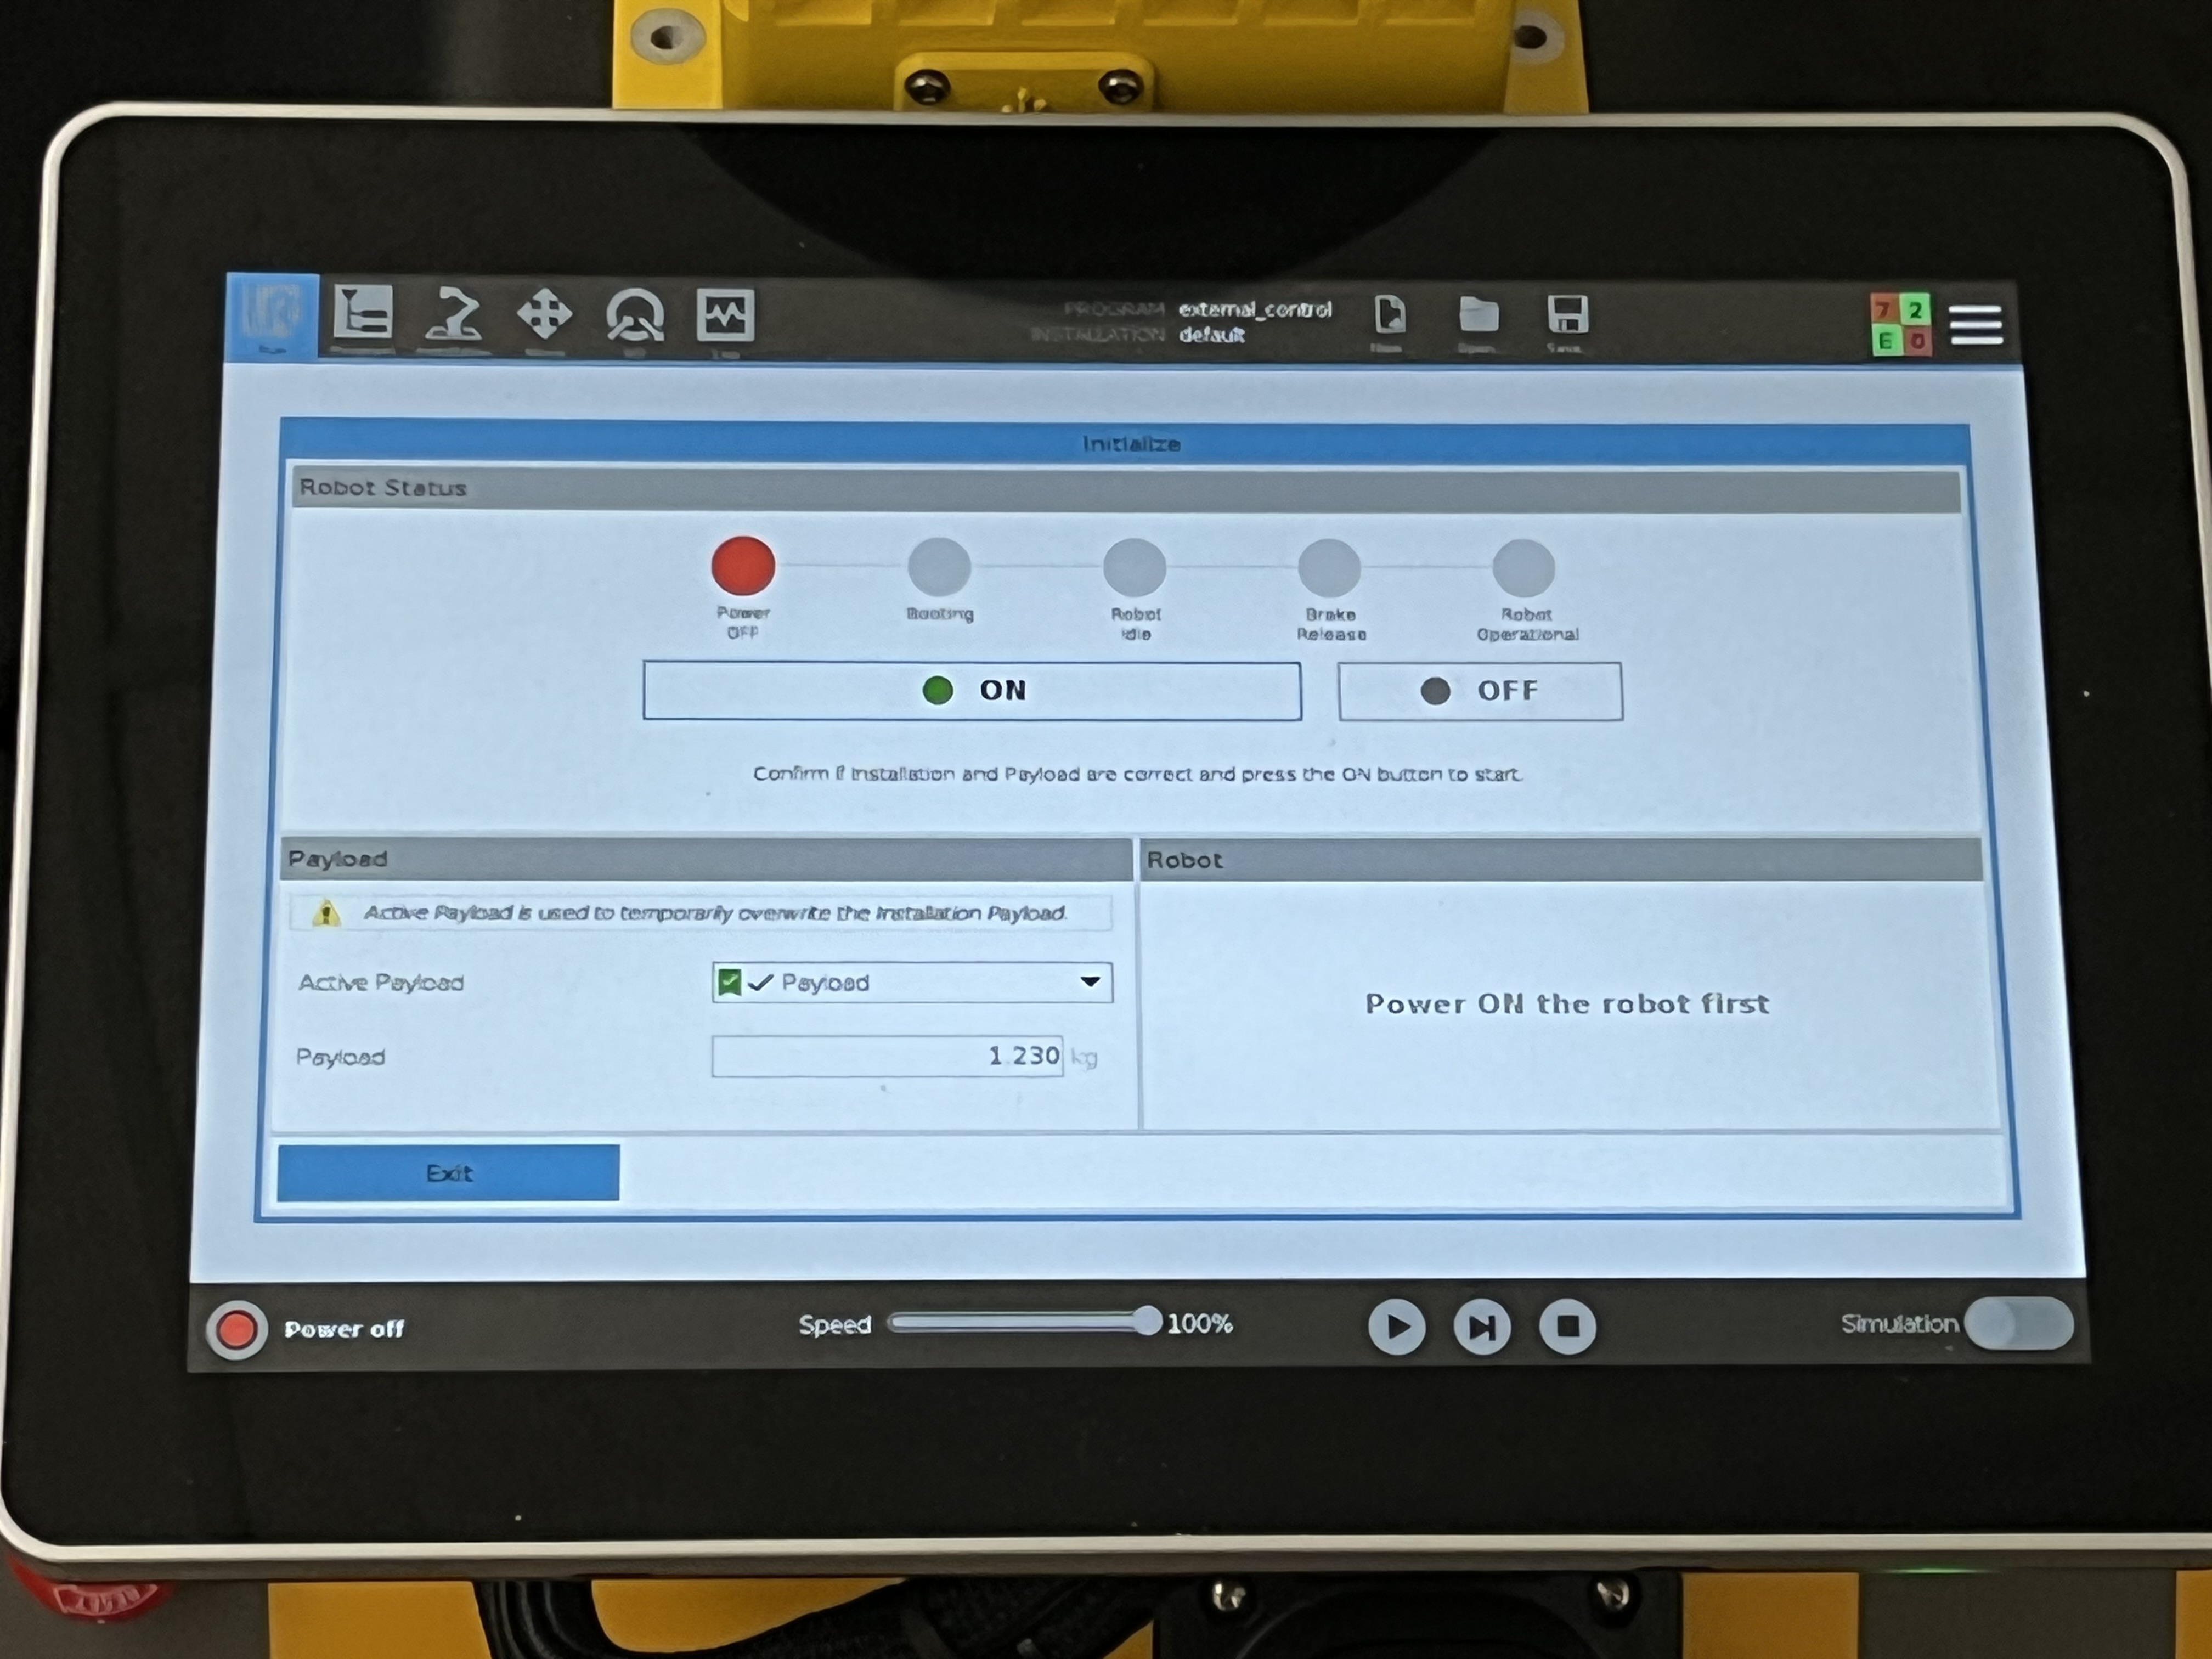 PROGRAM external_control
INSTALLATION default
7 2
E 0
Initialize
Robot Status
Power OFF
Booting
Robot Idle
Brake Release
Robot Operational
ON
OFF
Confirm if Installation and Payload are correct and press the ON button to start.
Payload
Active Payload is used to temporarily overwrite the Installation Payload.
Active Payload
Payload
Payload
1.230 kg
Robot
Power ON the robot first
Exit
Power off
Speed
100%
Simulation